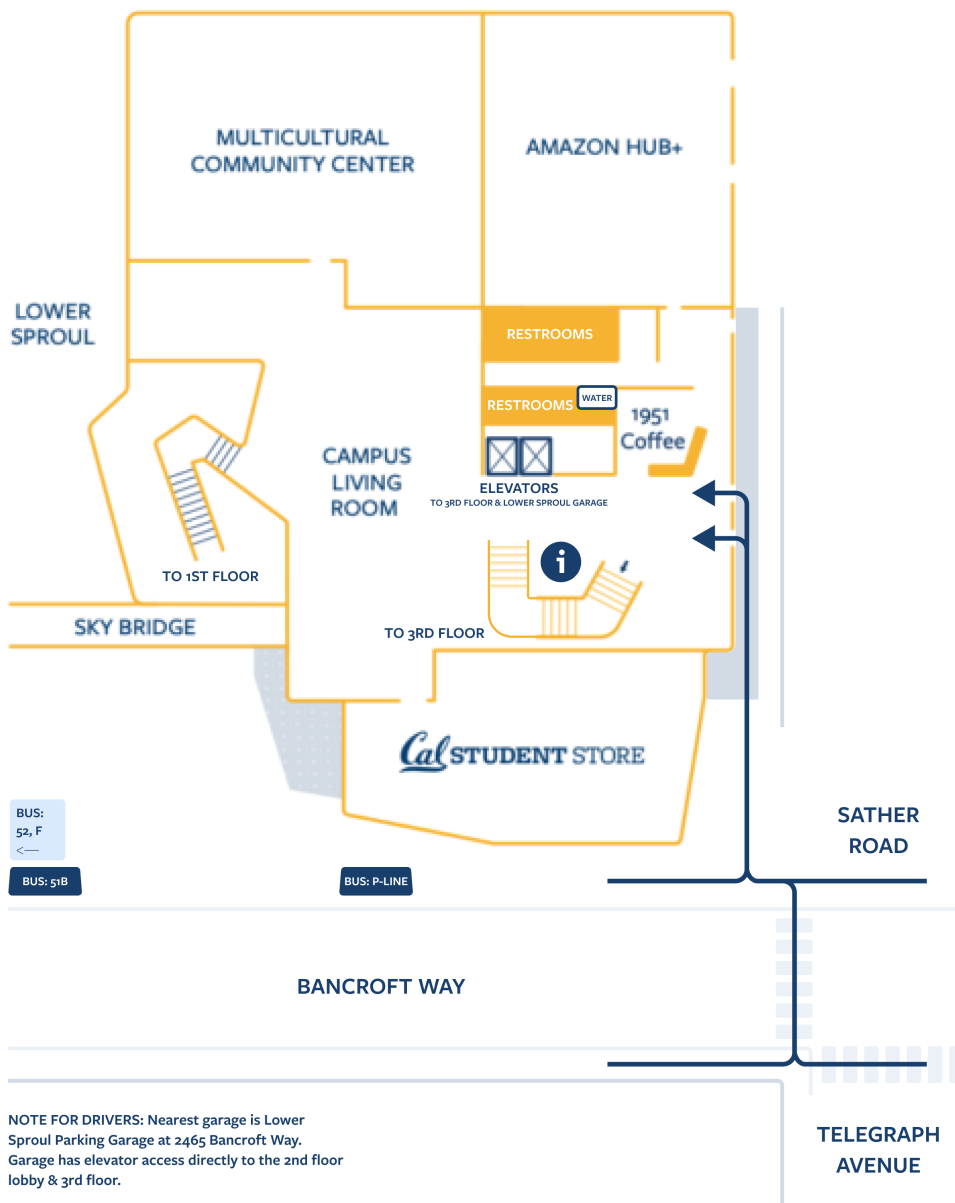 MULTICULTURAL
COMMUNITY CENTER
AMAZON HUB+
LOWER
SPROUL
RESTROOMS
RESTROOMS
WATER
1951
Coffee
CAMPUS
LIVING
ROOM
ELEVATORS
TO 3RD FLOOR & LOWER SPROUL GARAGE
i
TO 1ST FLOOR
SKY BRIDGE
TO 3RD FLOOR
Cal STUDENT STORE
BUS:
52, F
<—
BUS: 51B
BUS: P-LINE
SATHER
ROAD
BANCROFT WAY
NOTE FOR DRIVERS: Nearest garage is Lower
Sproul Parking Garage at 2465 Bancroft Way.
Garage has elevator access directly to the 2nd floor
lobby & 3rd floor.
TELEGRAPH
AVENUE